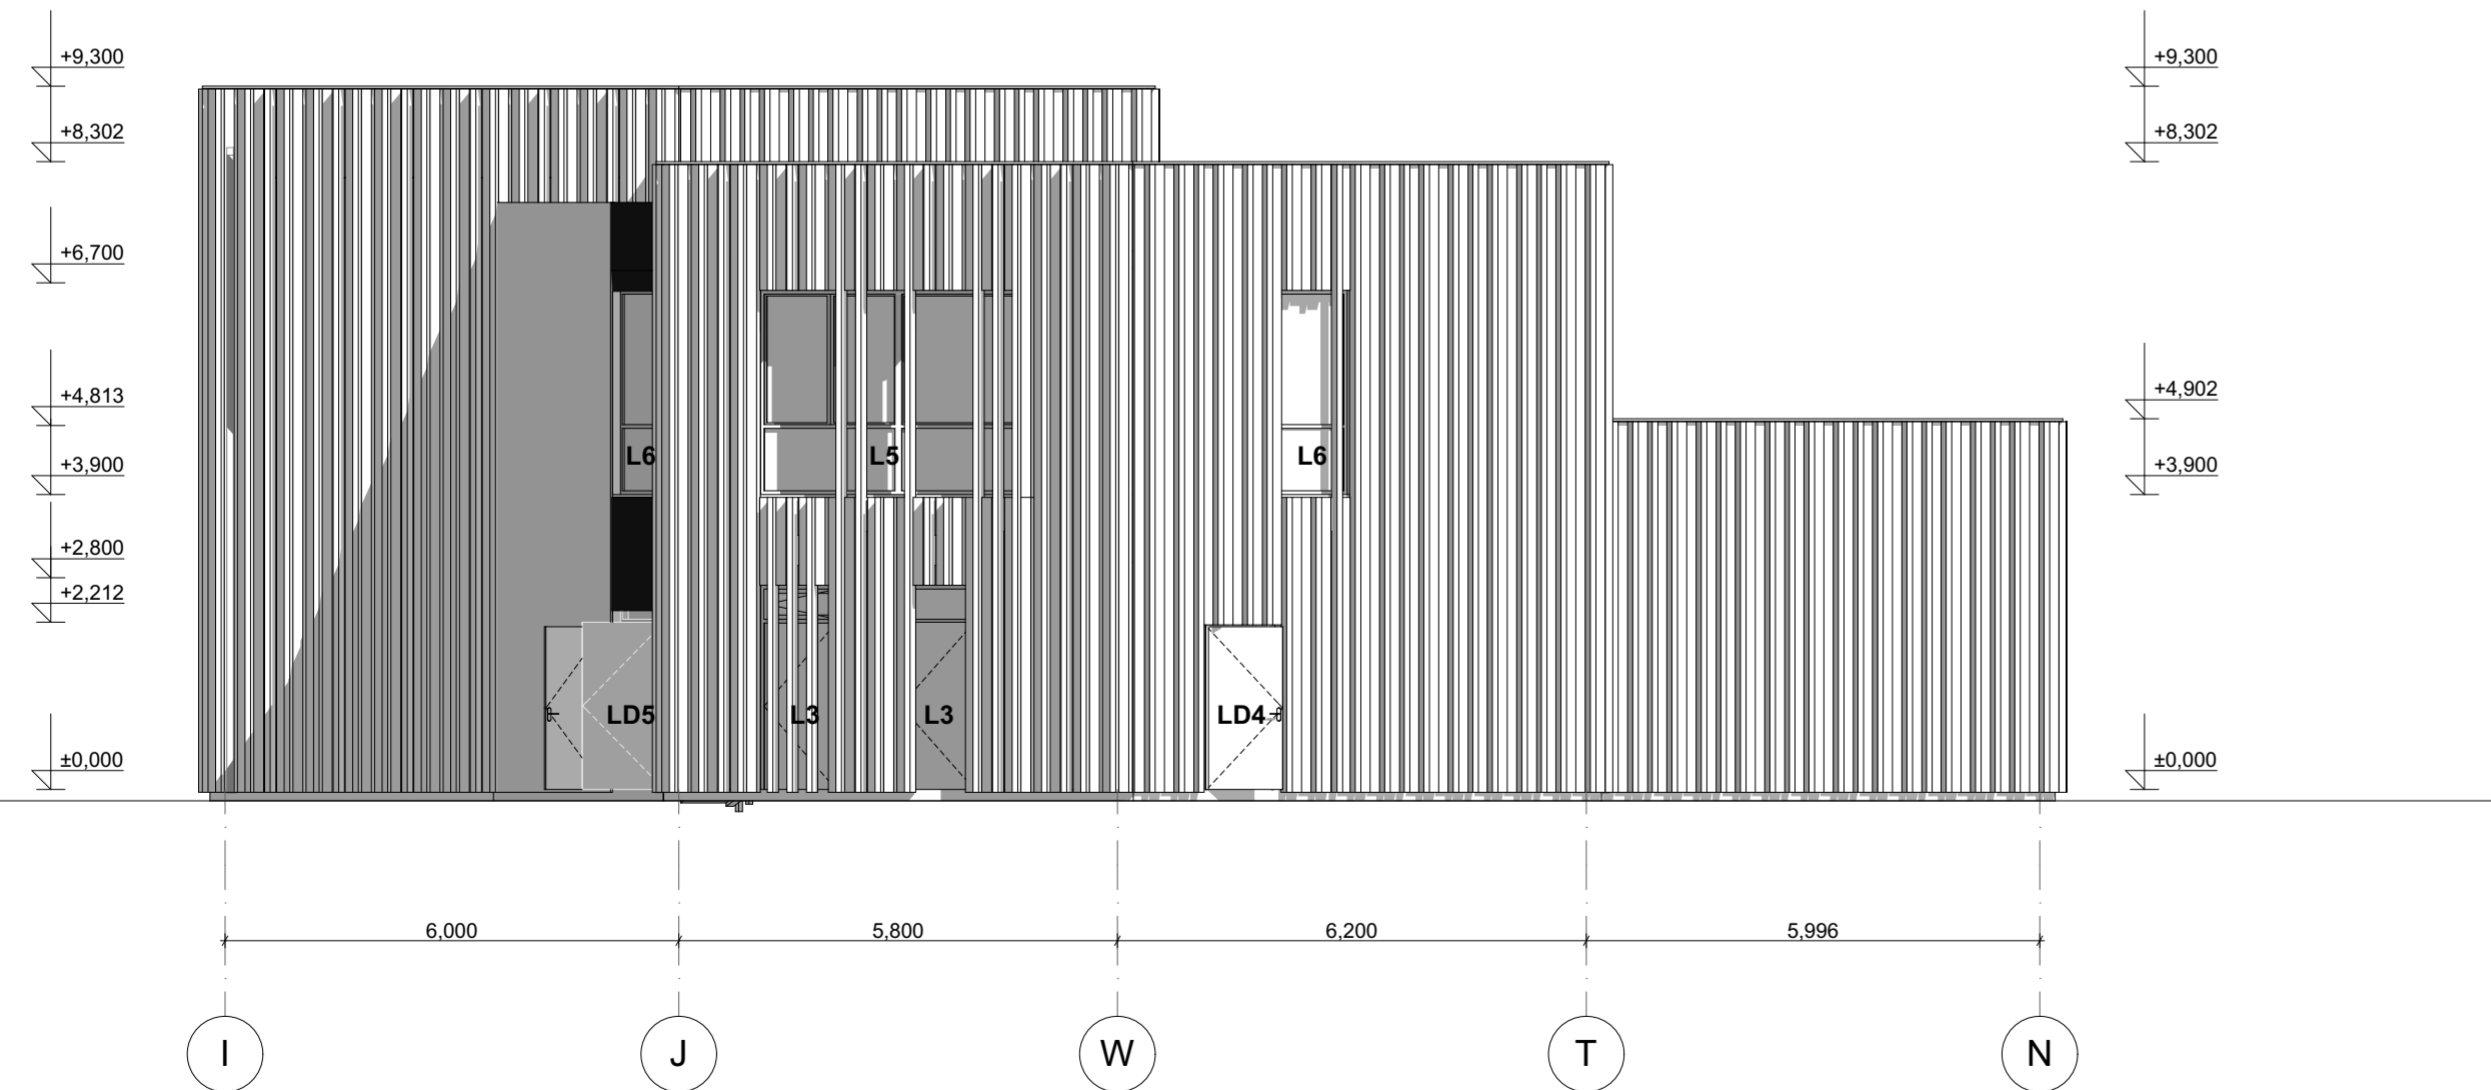 +9,300
+9,300
+8,302
+8,302
+6,700
+4,813
+4,902
L6
L5
L6
+3,900
+3,900
+2,800
+2,212
LD5
L3
L3
LD4
±0,000
±0,000
6,000
5,800
6,200
5,996
I
J
W
T
N